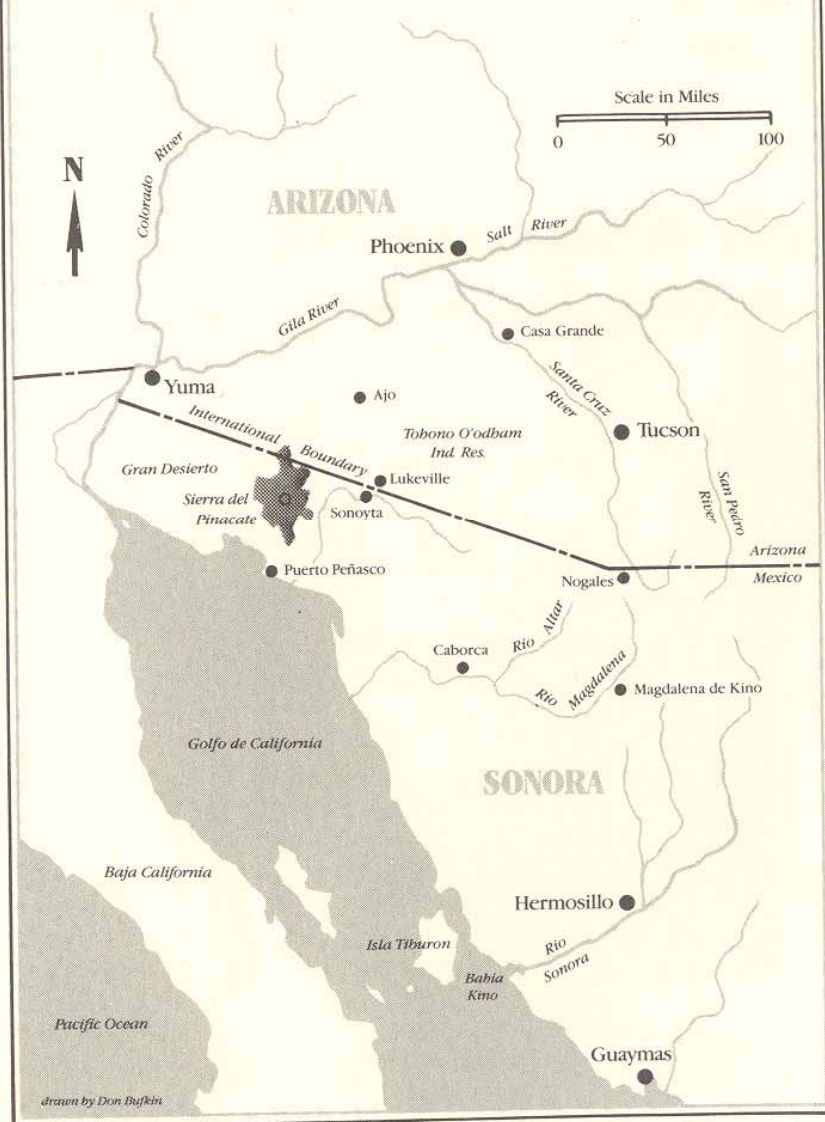 Scale in Miles
0 50 100
N
Colorado River
ARIZONA
Phoenix
Salt River
Gila River
Casa Grande
Yuma
Ajo
Santa Cruz
River
Tucson
International Boundary
Tohono O'odham
Ind. Res.
Gran Desierto
Lukeville
Sierra del
Pinacate
Sonoyta
San Pedro
River
Puerto Peñasco
Arizona
Mexico
Nogales
Rio Altar
Caborca
Rio Magdalena
Magdalena de Kino
Golfo de California
SONORA
Baja California
Hermosillo
Isla Tiburon
Rio
Sonora
Bahia
Kino
Pacific Ocean
Guaymas
drawn by Don Bufkin